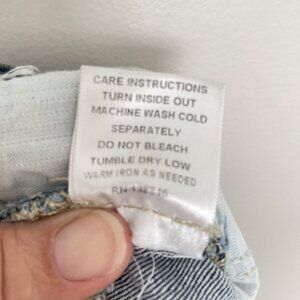 CARE INSTRUCTIONS
TURN INSIDE OUT
MACHINE WASH COLD
SEPARATELY
DO NOT BLEACH
TUMBLE DRY LOW
WARM IRON AS NEEDED
RN